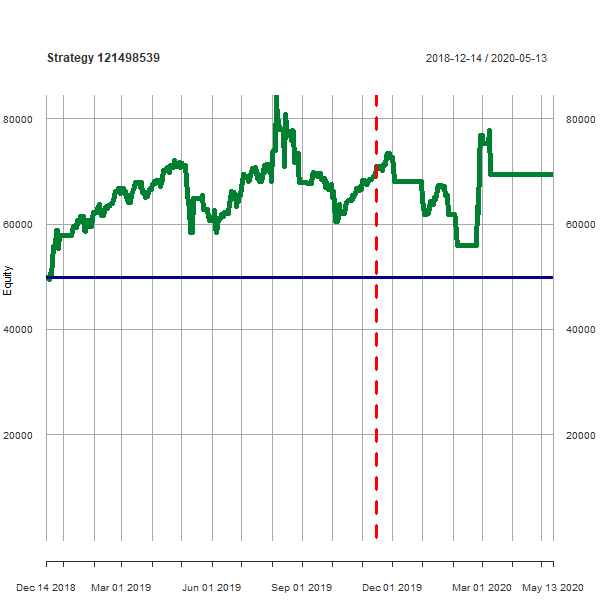 Strategy 121498539 2018-12-14 / 2020-05-13
80000 80000
60000 60000
Equity
40000 40000
20000 20000
Dec 14 2018 Mar 01 2019 Jun 01 2019 Sep 01 2019 Dec 01 2019 Mar 01 2020 May 13 2020